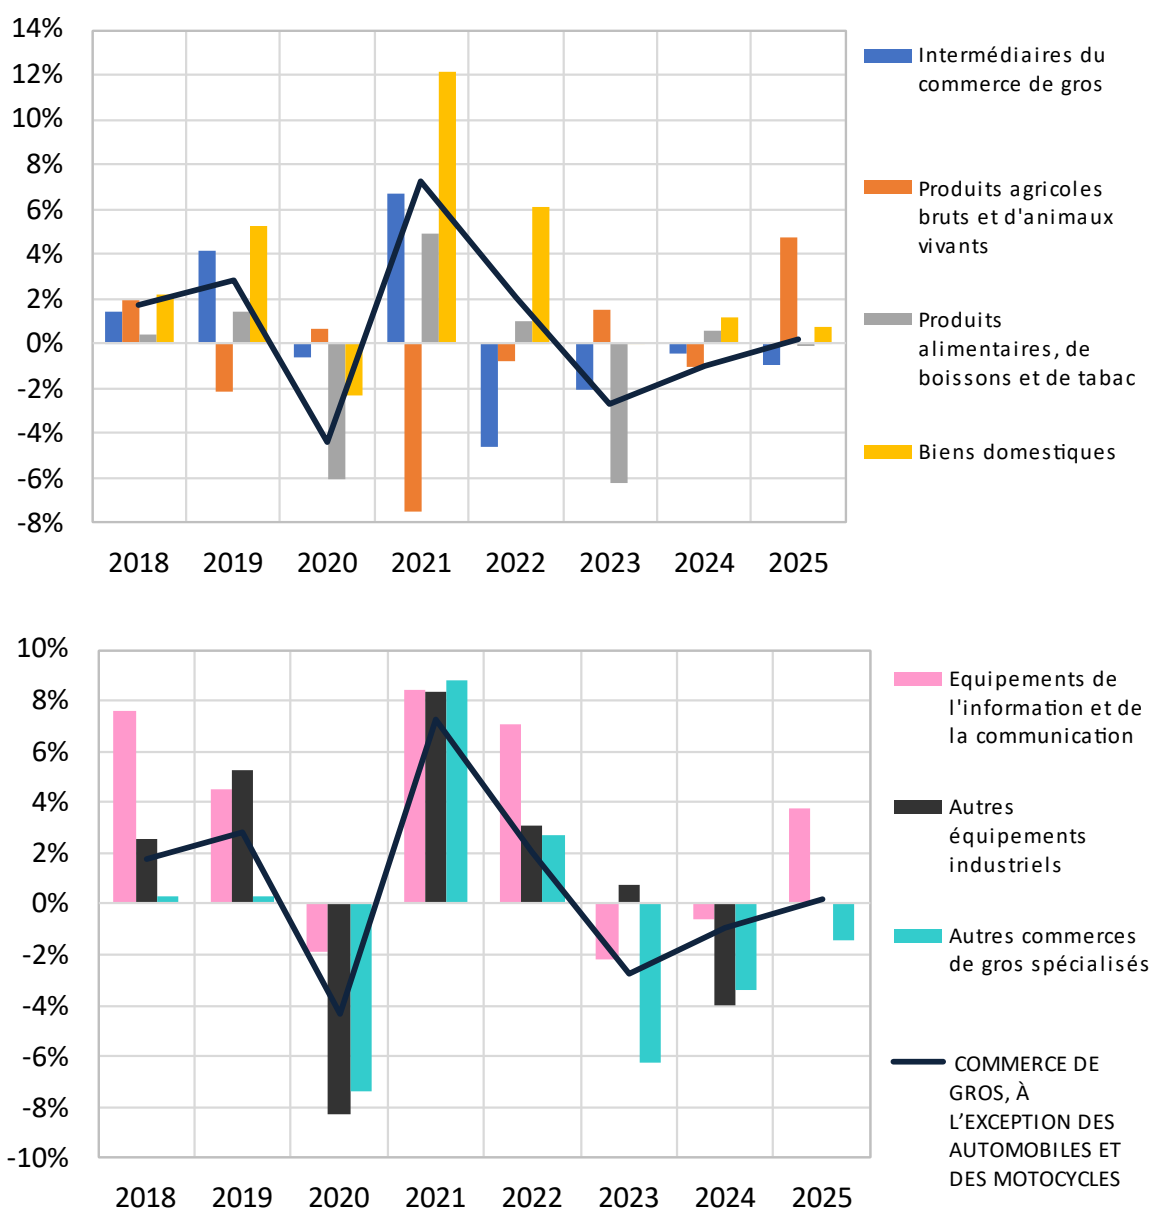 14%
12%
10%
8%
6%
4%
2%
0%
-2%
-4%
-6%
-8%
2018 2019 2020 2021 2022 2023 2024 2025
Intermédiaires du
commerce de gros
Produits agricoles
bruts et d'animaux
vivants
Produits
alimentaires, de
boissons et de tabac
Biens domestiques
10%
8%
6%
4%
2%
0%
-2%
-4%
-6%
-8%
-10%
2018 2019 2020 2021 2022 2023 2024 2025
Equipements de
l'information et de
la communication
Autres
équipements
industriels
Autres commerces
de gros spécialisés
COMMERCE DE
GROS, À
L’EXCEPTION DES
AUTOMOBILES ET
DES MOTOCYCLES